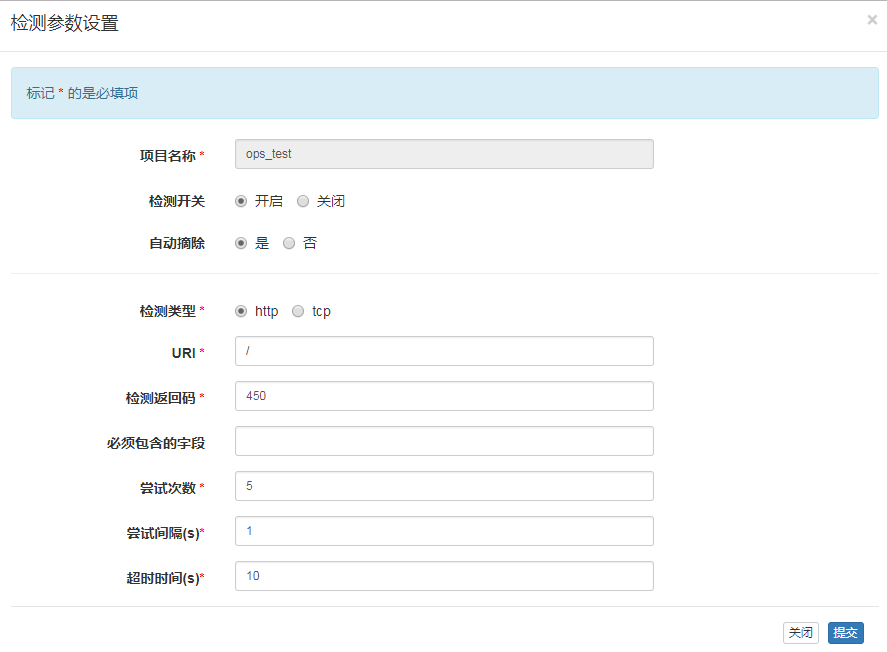 检测参数设置 ×
标记 * 的是必填项
项目名称 * ops_test
检测开关 开启 关闭
自动摘除 是 否
检测类型 * http tcp
URI * /
检测返回码 * 450
必须包含的字段
尝试次数 * 5
尝试间隔(s)* 1
超时时间(s)* 10
关闭 提交